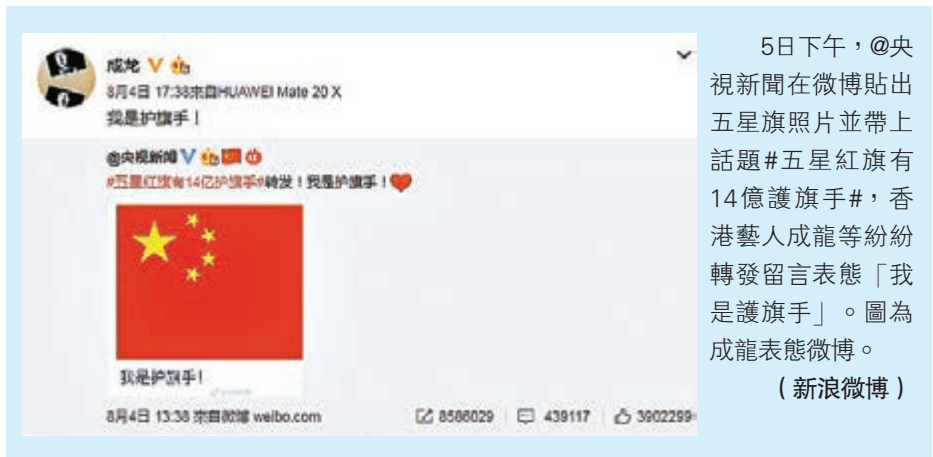 成龙
8月4日 17:38来自HUAWEI Mate 20 X
我是护旗手！
@央视新闻
#五星红旗有14亿护旗手#转发！我是护旗手！
我是护旗手!
8月4日 13:38 来自微博 weibo.com
8586029
439117
3902299
5日下午，@央
視新聞在微博貼出
五星旗照片並帶上
話題#五星紅旗有
14億護旗手#，香
港藝人成龍等紛紛
轉發留言表態「我
是護旗手」。圖為
成龍表態微博。
（新浪微博）